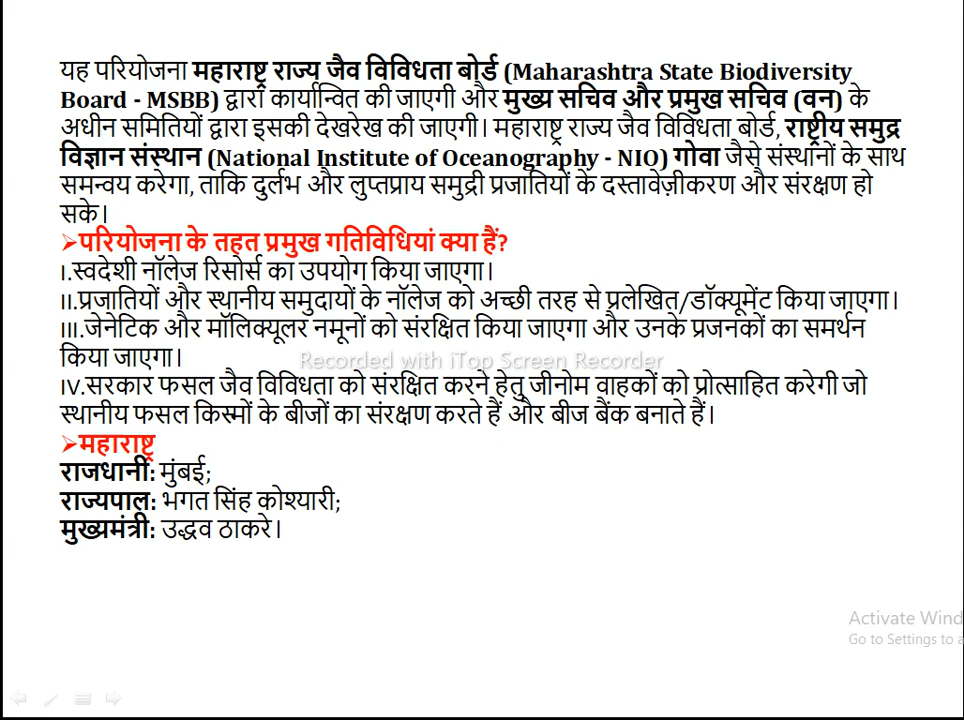 यह परियोजना महाराष्ट्र राज्य जैव विविधता बोर्ड (Maharashtra State Biodiversity
Board - MSBB) द्वारा कार्यान्वित की जाएगी और मुख्य सचिव और प्रमुख सचिव (वन) के
अधीन समितियों द्वारा इसकी देखरेख की जाएगी। महाराष्ट्र राज्य जैव विविधता बोर्ड, राष्ट्रीय समुद्र
विज्ञान संस्थान (National Institute of Oceanography - NIO) गोवा जैसे संस्थानों के साथ
समन्वय करेगा, ताकि दुर्लभ और लुप्तप्राय समुद्री प्रजातियों के दस्तावेज़ीकरण और संरक्षण हो
सके।
➢परियोजना के तहत प्रमुख गतिविधियां क्या हैं?
I.स्वदेशी नॉलेज रिसोर्स का उपयोग किया जाएगा।
II.प्रजातियों और स्थानीय समुदायों के नॉलेज को अच्छी तरह से प्रलेखित/डॉक्यूमेंट किया जाएगा।
III.जेनेटिक और मॉलिक्यूलर नमूनों को संरक्षित किया जाएगा और उनके प्रजनकों का समर्थन
किया जाएगा।
Recorded with iTop Screen Recorder
IV.सरकार फसल जैव विविधता को संरक्षित करने हेतु जीनोम वाहकों को प्रोत्साहित करेगी जो
स्थानीय फसल किस्मों के बीजों का संरक्षण करते हैं और बीज बैंक बनाते हैं।
➢महाराष्ट्र
राजधानी: मुंबई;
राज्यपाल: भगत सिंह कोश्यारी;
मुख्यमंत्री: उद्धव ठाकरे।
Activate Wind
Go to Settings to a